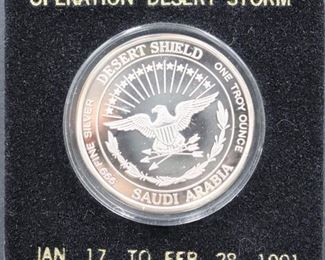 OPERATION DESERT STORM
DESERT SHIELD
ONE TROY OUNCE
.999 FINE SILVER
SAUDI ARABIA
JAN 17 TO FEB 28 1991